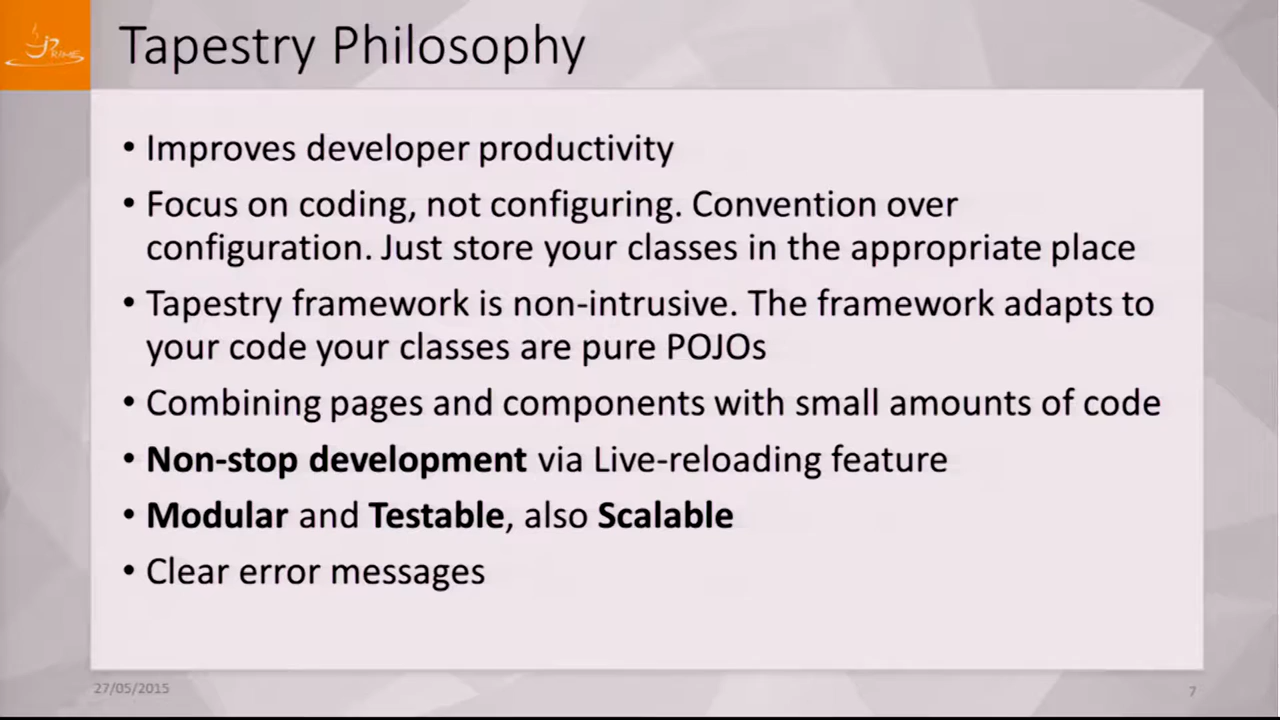 JPRIME
Tapestry Philosophy
• Improves developer productivity
• Focus on coding, not configuring. Convention over
configuration. Just store your classes in the appropriate place
• Tapestry framework is non-intrusive. The framework adapts to
your code your classes are pure POJOs
• Combining pages and components with small amounts of code
• Non-stop development via Live-reloading feature
• Modular and Testable, also Scalable
• Clear error messages
27/05/2015
7